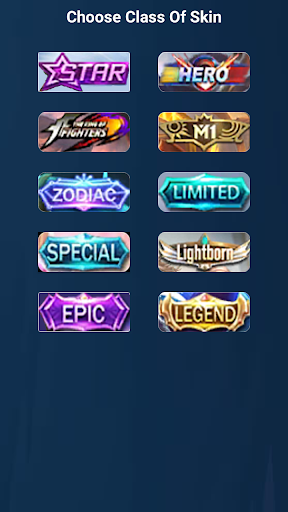 Choose Class Of Skin
STAR
HERO
THE KING OF
FIGHTERS
M1
ZODIAC
LIMITED
SPECIAL
Lightborn
EPIC
LEGEND